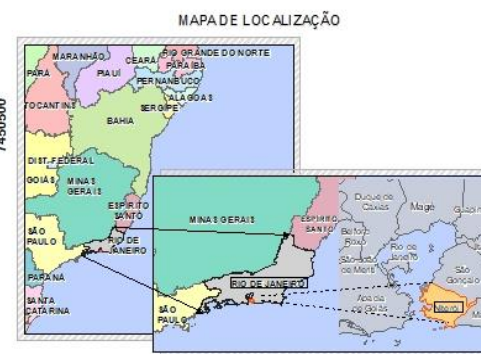 MAPA DE LOCALIZAÇÃO
7450500
MARANHÃO
CEARÁ
RIO GRANDE DO NORTE
PARAÍBA
PARÁ
PIAUÍ
PERNANBUCO
ALAGOAS
TOCANTINS
SERGIPE
BAHIA
DIST. FEDERAL
GOIÁS
MINAS
GERAIS
ESPÍRITO
SANTO
SÃO
PAULO
RIO DE
JANEIRO
PARANÁ
SANTA
CATARINA
MINAS GERAIS
ESPÍRITO
SANTO
RIO DE JANEIRO
SÃO
PAULO
Duque de
Caxias
Magé
Belford
Roxo
Rio de
Janeiro
São João
de Meriti
São
Gonçalo
de Goiás
Niterói